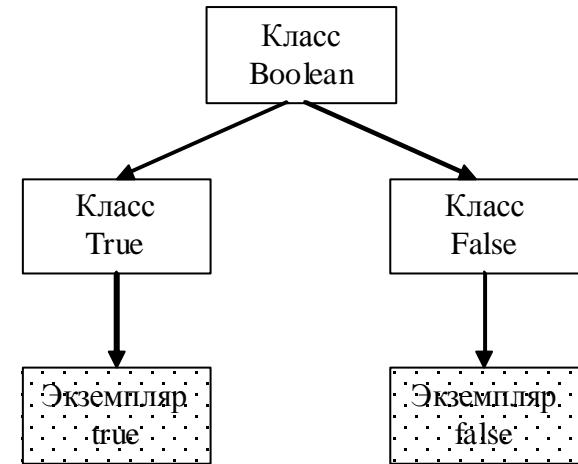 Класс
Boolean
Класс
True
Класс
False
Экземпляр
true
Экземпляр
false